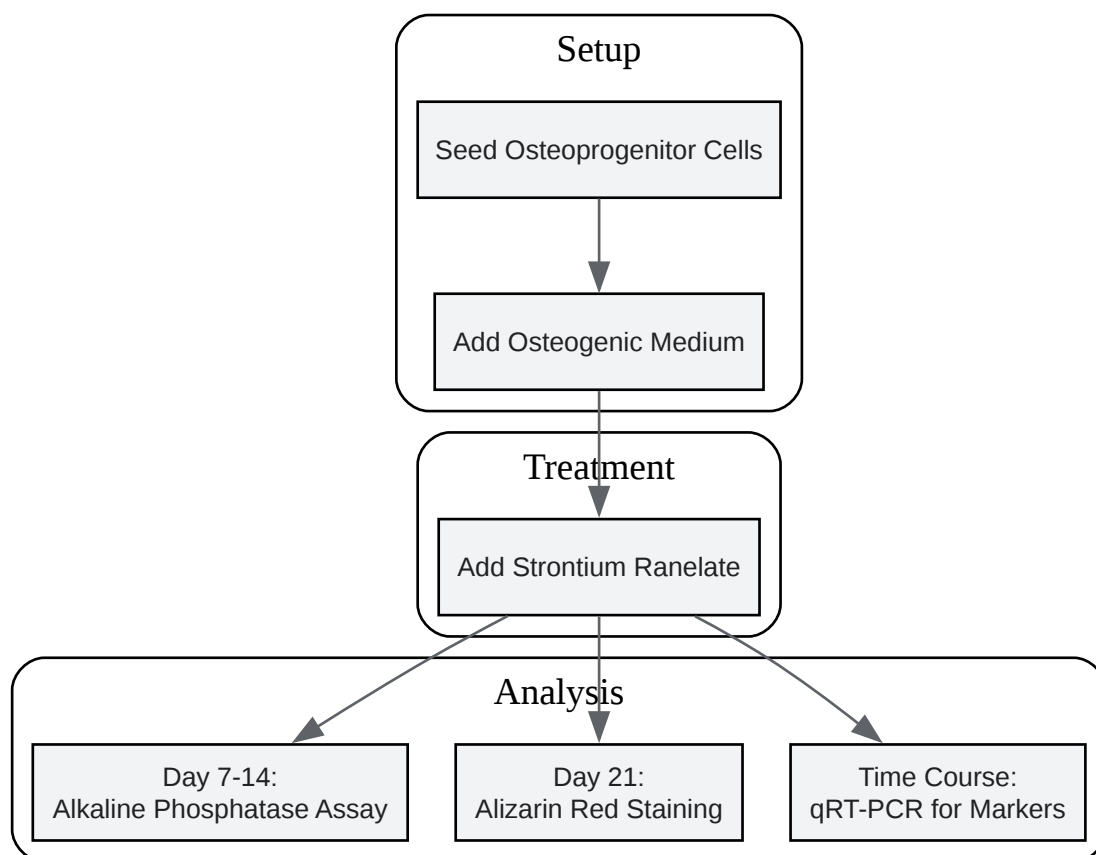 Setup
Seed Osteoprogenitor Cells
Add Osteogenic Medium
Treatment
Add Strontium Ranelate
Analysis
Day 7-14:
Alkaline Phosphatase Assay
Day 21:
Alizarin Red Staining
Time Course:
qRT-PCR for Markers